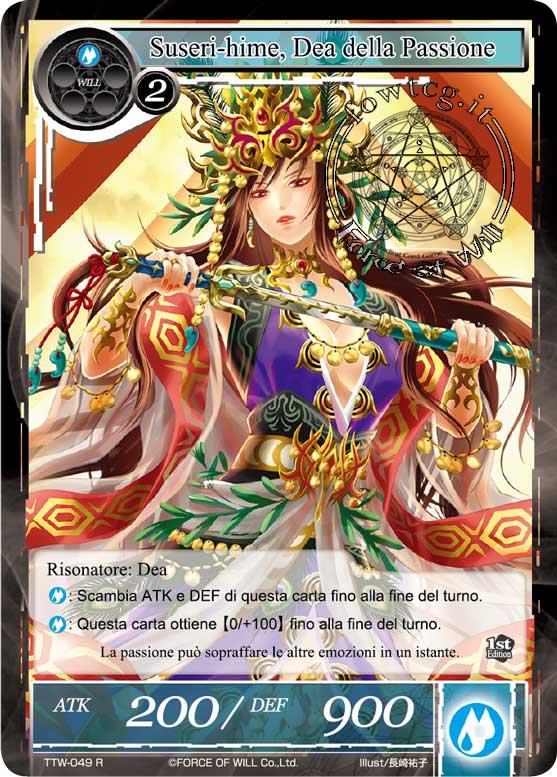 Suseri-hime, Dea della Passione
WILL
2
fowtcg.it
Force of Will
Risonatore: Dea
: Scambia ATK e DEF di questa carta fino alla fine del turno.
: Questa carta ottiene【0/+100】fino alla fine del turno.
1st
Edition
La passione può sopraffare le altre emozioni in un istante.
ATK 200/ DEF 900
TTW-049 R ©FORCE OF WILL Co.,Ltd. Illust/長崎祐子